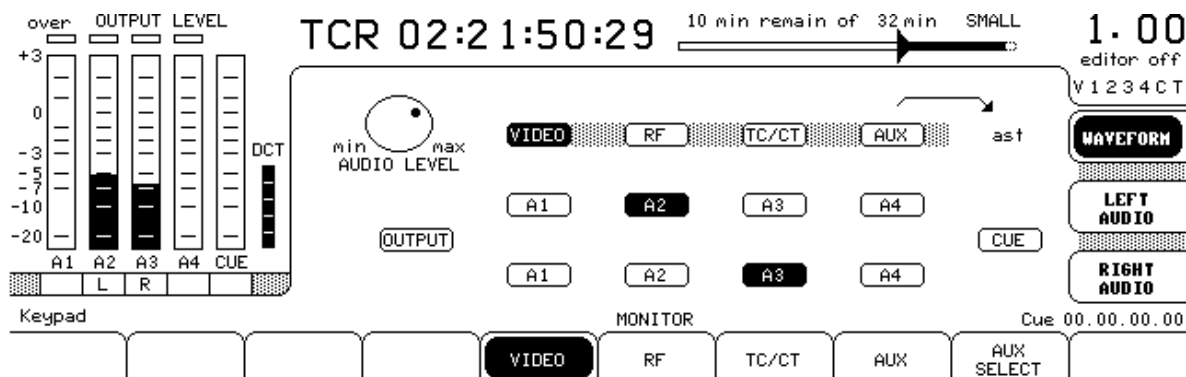 over OUTPUT LEVEL
TCR 02:21:50:29
10 min remain of 32 min SMALL
1.00
editor off
V 1 2 3 4 C T
+3
0
-3
-5
-7
-10
-20
DCT
A1 A2 A3 A4 CUE
L R
min max
AUDIO LEVEL
VIDEO RF TC/CT AUX ast
A1 A2 A3 A4
OUTPUT CUE
A1 A2 A3 A4
WAVEFORM
LEFT
AUDIO
RIGHT
AUDIO
Keypad MONITOR Cue 00.00.00.00
VIDEO RF TC/CT AUX AUX
SELECT